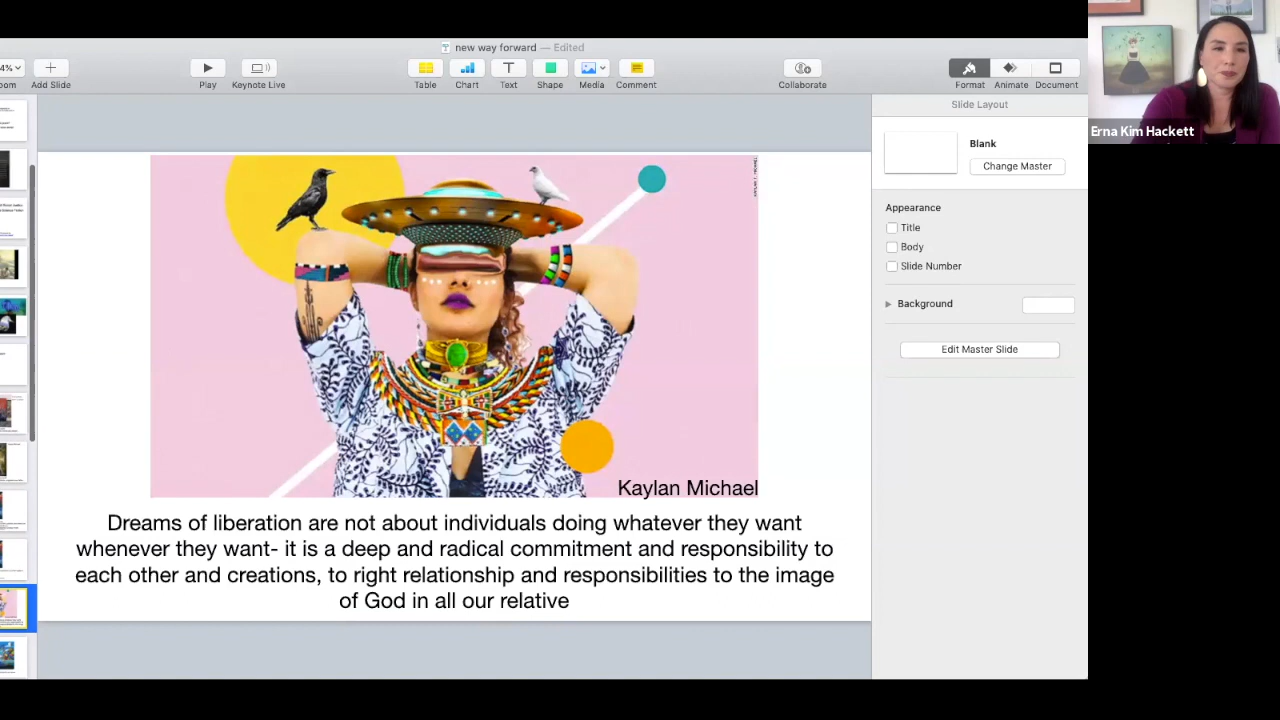 new way forward — Edited
4%
oom
Add Slide
Play
Keynote Live
Table
Chart
Text
Shape
Media
Comment
Collaborate
Format
Animate
Document
Slide Layout
Blank
Change Master
Appearance
Title
Body
Slide Number
Background
Edit Master Slide
Erna Kim Hackett
Kaylan Michael
Dreams of liberation are not about individuals doing whatever they want
whenever they want- it is a deep and radical commitment and responsibility to
each other and creations, to right relationship and responsibilities to the image
of God in all our relative